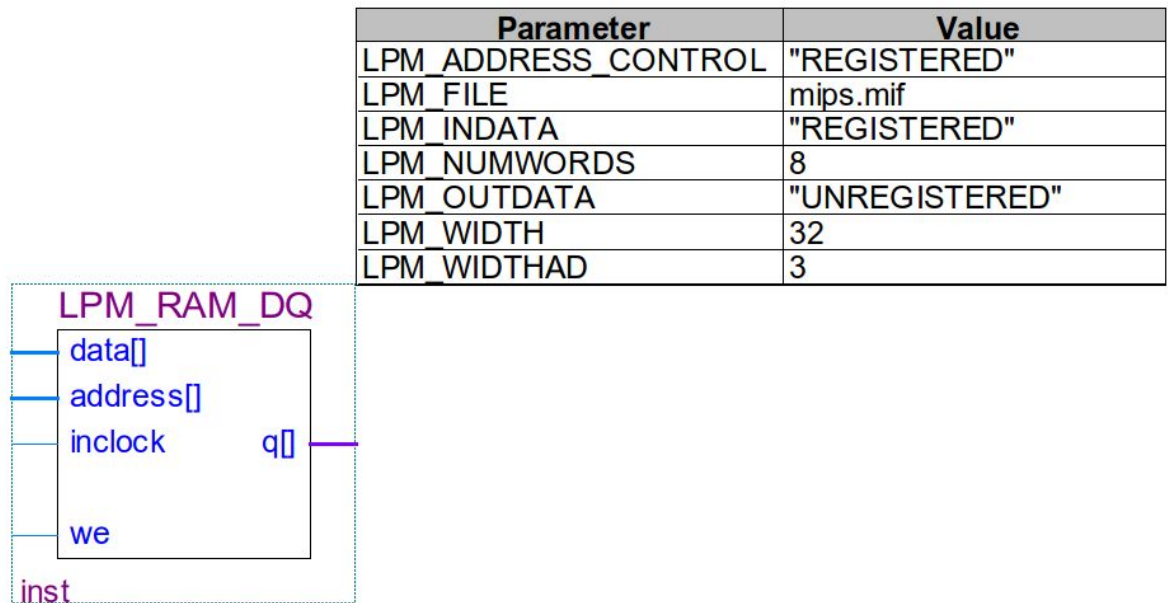 Parameter Value
LPM_ADDRESS_CONTROL "REGISTERED"
LPM_FILE mips.mif
LPM_INDATA "REGISTERED"
LPM_NUMWORDS 8
LPM_OUTDATA "UNREGISTERED"
LPM_WIDTH 32
LPM_WIDTHAD 3
LPM_RAM_DQ
data[]
address[]
inclock q[]
we
inst